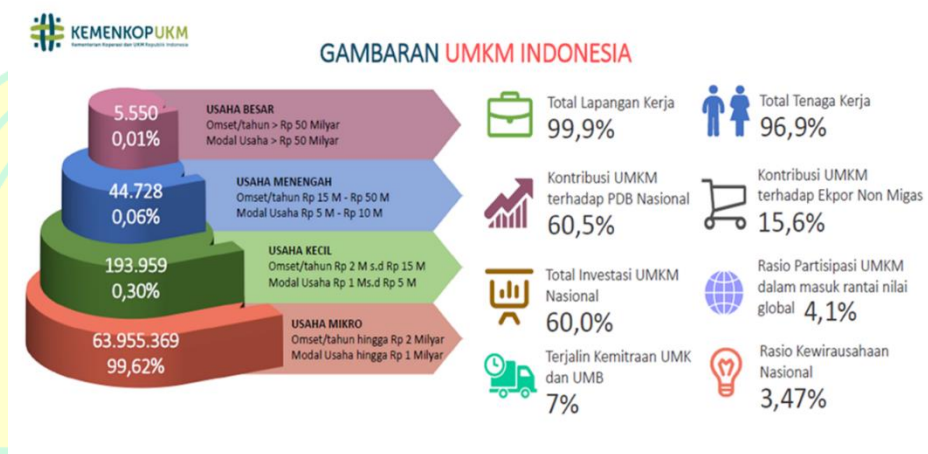 KEMENKOPUKM
Kementerian Koperasi dan UKM Republik Indonesia
GAMBARAN UMKM INDONESIA
5.550
0,01%
USAHA BESAR
Omset/tahun > Rp 50 Milyar
Modal Usaha > Rp 50 Milyar
44.728
0,06%
USAHA MENENGAH
Omset/tahun Rp 15 M - Rp 50 M
Modal Usaha Rp 5 M - Rp 10 M
193.959
0,30%
USAHA KECIL
Omset/tahun Rp 2 M s.d Rp 15 M
Modal Usaha Rp 1 Ms.d Rp 5 M
63.955.369
99,62%
USAHA MIKRO
Omset/tahun hingga Rp 2 Milyar
Modal Usaha hingga Rp 1 Milyar
Total Lapangan Kerja
99,9%
Total Tenaga Kerja
96,9%
Kontribusi UMKM
terhadap PDB Nasional
60,5%
Kontribusi UMKM
terhadap Ekpor Non Migas
15,6%
Total Investasi UMKM
Nasional
60,0%
Rasio Partisipasi UMKM
dalam masuk rantai nilai
global 4,1%
Terjalin Kemitraan UMK
dan UMB
7%
Rasio Kewirausahaan
Nasional
3,47%